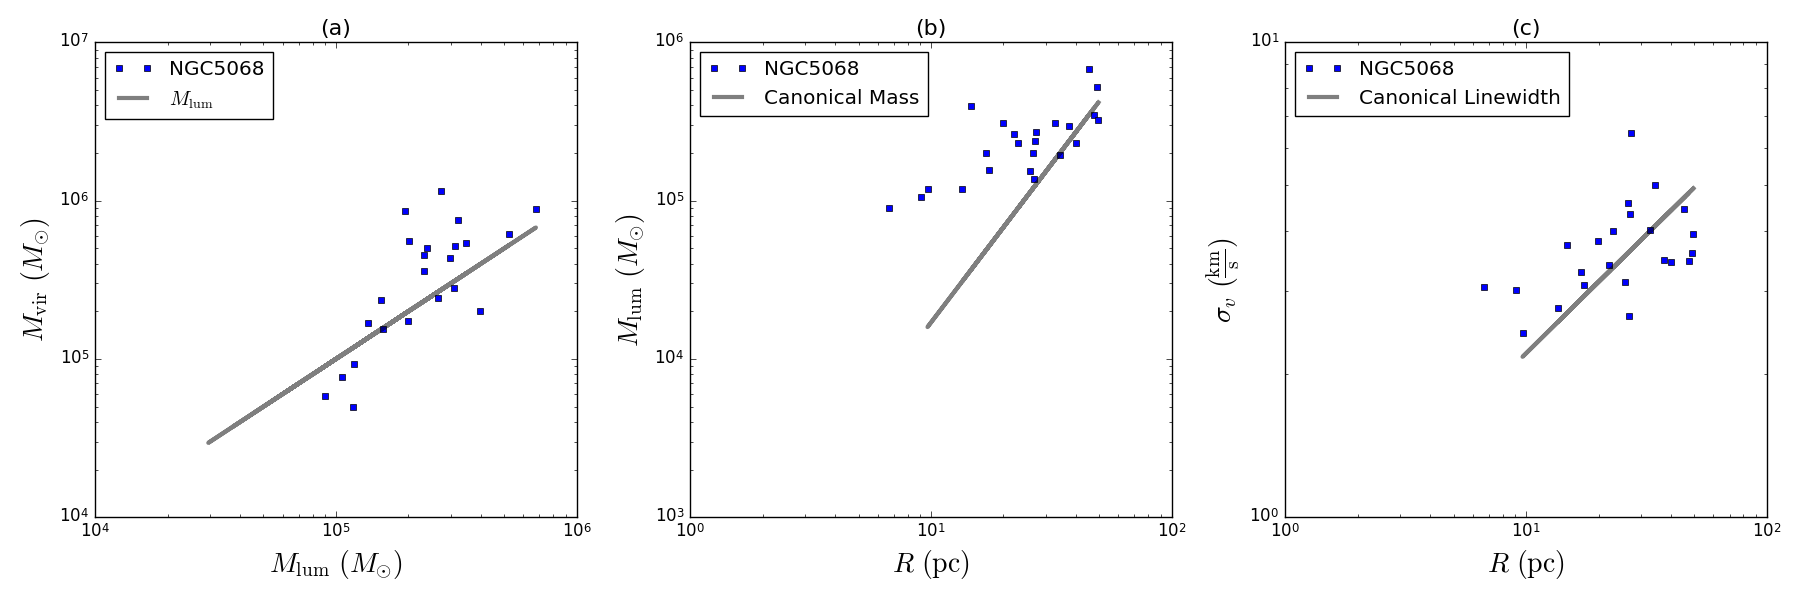 (a)
NGC5068
M_lum
10^7
10^6
10^5
10^4
10^4 10^5 10^6
M_vir (M_⊙)
M_lum (M_⊙)
(b)
NGC5068
Canonical Mass
10^6
10^5
10^4
10^3
10^0 10^1 10^2
M_lum (M_⊙)
R (pc)
(c)
NGC5068
Canonical Linewidth
10^1
10^0
10^0 10^1 10^2
σ_v (km/s)
R (pc)